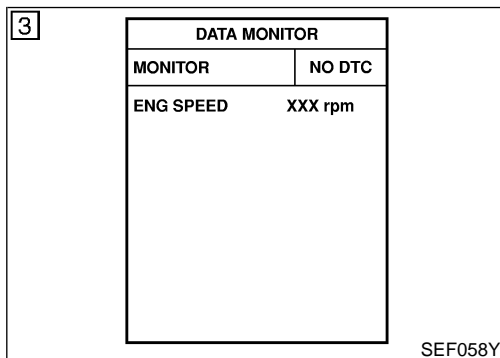 3
DATA MONITOR
MONITOR NO DTC
ENG SPEED XXX rpm
SEF058Y